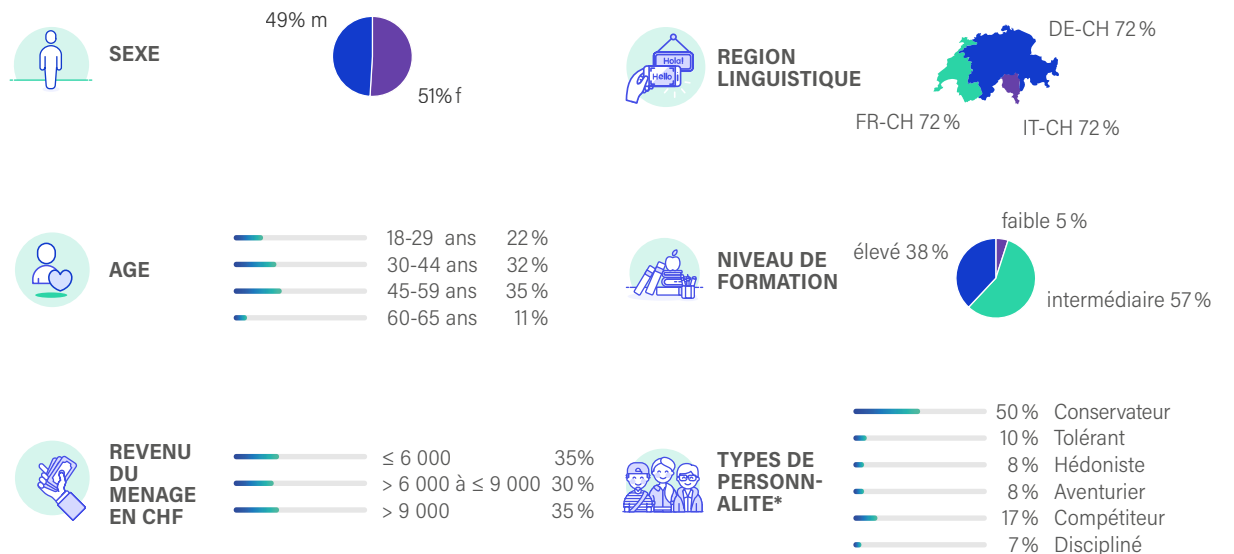 SEXE
49% m
51% f
REGION
LINGUISTIQUE
Hola!
Hello
DE-CH 72 %
FR-CH 72 %
IT-CH 72 %
AGE
18-29 ans 22 %
30-44 ans 32 %
45-59 ans 35 %
60-65 ans 11 %
NIVEAU DE
FORMATION
faible 5 %
élevé 38 %
intermédiaire 57 %
REVENU
DU
MENAGE
EN CHF
≤ 6 000 35%
> 6 000 à ≤ 9 000 30 %
> 9 000 35 %
TYPES DE
PERSONN-
ALITE*
50 % Conservateur
10 % Tolérant
8 % Hédoniste
8 % Aventurier
17 % Compétiteur
7 % Discipliné